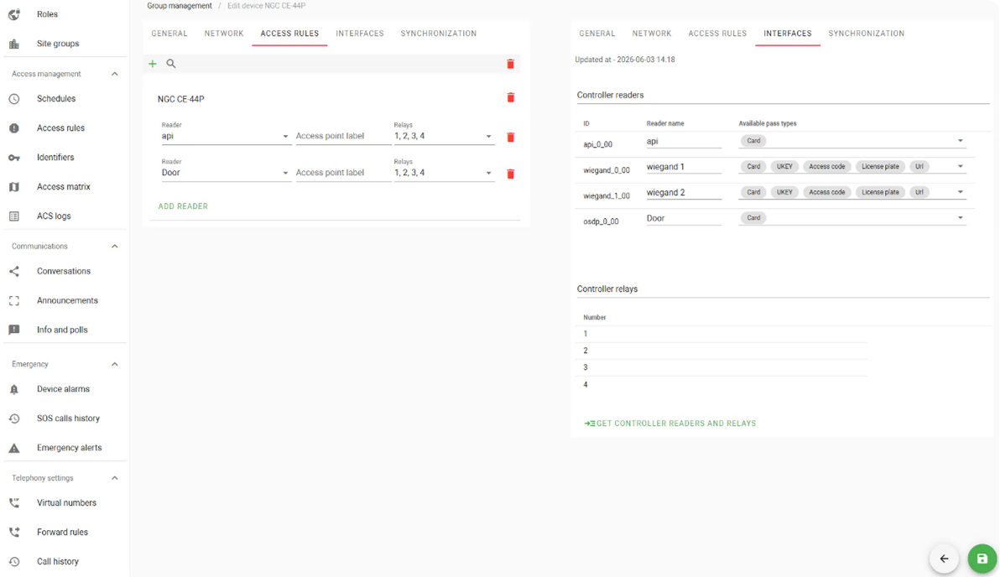 Roles
Site groups
Access management
Schedules
Access rules
Identifiers
Access matrix
ACS logs
Communications
Conversations
Announcements
Info and polls
Emergency
Device alarms
SOS calls history
Emergency alerts
Telephony settings
Virtual numbers
Forward rules
Call history
Group management / Edit device NGC CE-44P
GENERAL NETWORK ACCESS RULES INTERFACES SYNCHRONIZATION
NGC CE-44P
Reader Relays
api Access point label 1, 2, 3, 4
Reader Relays
Door Access point label 1, 2, 3, 4
ADD READER
GENERAL NETWORK ACCESS RULES INTERFACES SYNCHRONIZATION
Updated at - 2026-06-03 14:18
Controller readers
ID Reader name Available pass types
api_0_00 api Card
wiegand_0_00 wiegand 1 Card UKEY Access code License plate Url
wiegand_1_00 wiegand 2 Card UKEY Access code License plate Url
osdp_0_00 Door Card
Controller relays
Number
1
2
3
4
GET CONTROLLER READERS AND RELAYS